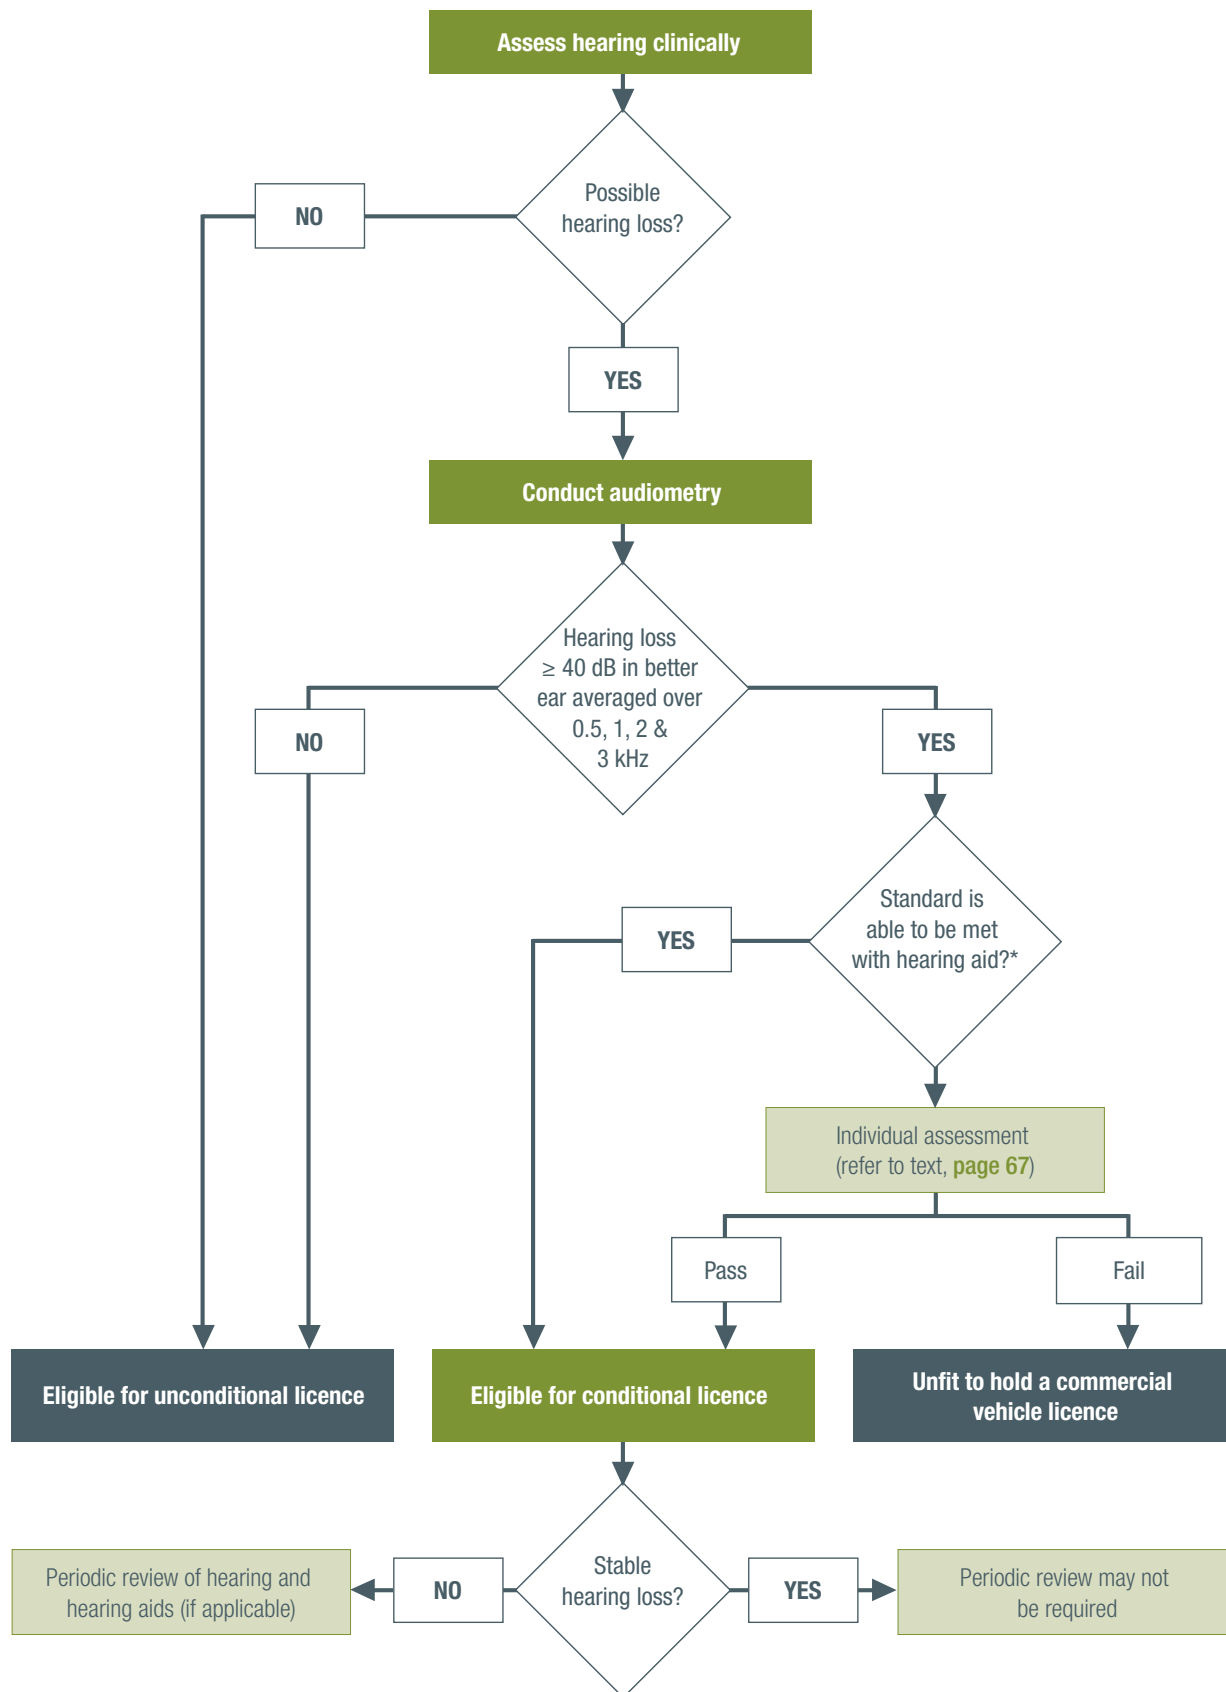 Assess hearing clinically
Possible
hearing loss?
NO
YES
Conduct audiometry
Hearing loss
≥ 40 dB in better
ear averaged over
0.5, 1, 2 &
3 kHz
NO
YES
Standard is
able to be met
with hearing aid?*
YES
Individual assessment
(refer to text, page 67)
Pass
Fail
Eligible for unconditional licence
Eligible for conditional licence
Unfit to hold a commercial
vehicle licence
Stable
hearing loss?
NO
YES
Periodic review of hearing and
hearing aids (if applicable)
Periodic review may not
be required